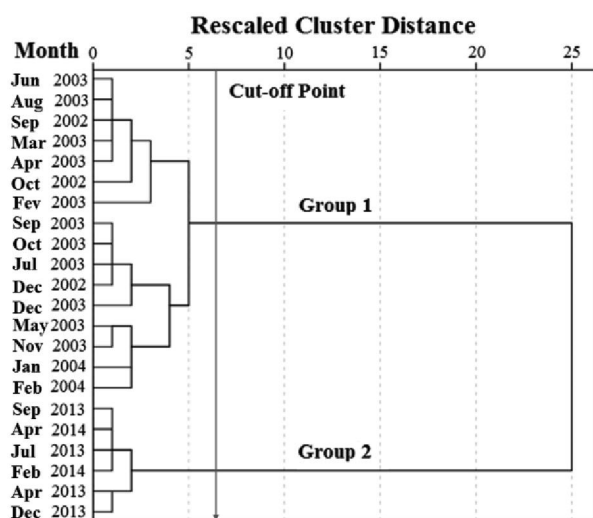 Rescaled Cluster Distance
Month 0 5 10 15 20 25
Jun 2003
Cut-off Point
Aug 2003
Sep 2002
Mar 2003
Apr 2003
Oct 2002
Fev 2003
Group 1
Sep 2003
Oct 2003
Jul 2003
Dec 2002
Dec 2003
May 2003
Nov 2003
Jan 2004
Feb 2004
Sep 2013
Apr 2014
Jul 2013
Group 2
Feb 2014
Apr 2013
Dec 2013